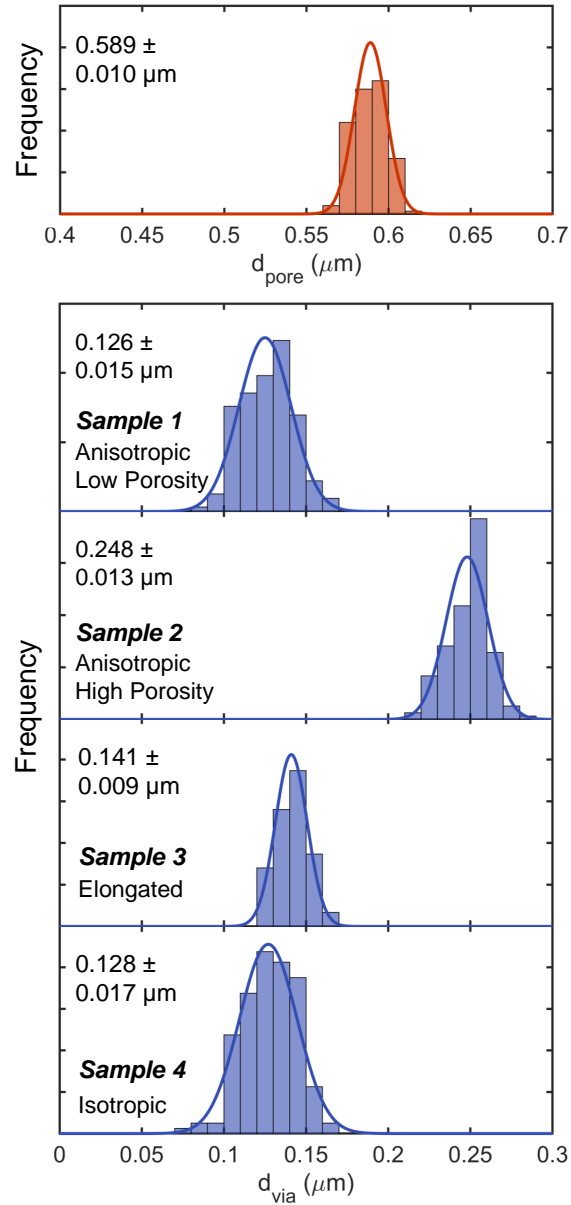 Frequency
0.589 ±
0.010 µm
0.4 0.45 0.5 0.55 0.6 0.65 0.7
d_pore (μm)
Frequency
0.126 ±
0.015 µm
Sample 1
Anisotropic
Low Porosity
0.248 ±
0.013 µm
Sample 2
Anisotropic
High Porosity
0.141 ±
0.009 µm
Sample 3
Elongated
0.128 ±
0.017 µm
Sample 4
Isotropic
0 0.05 0.1 0.15 0.2 0.25 0.3
d_via (μm)